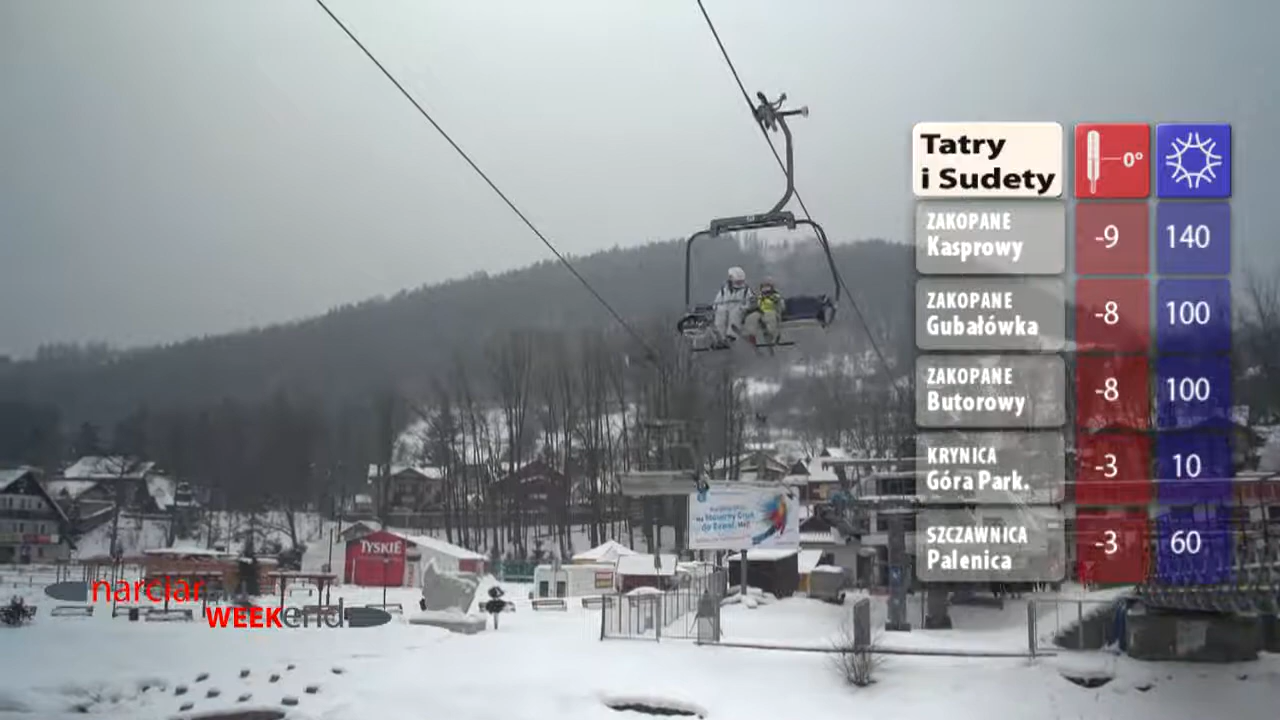 Tatry
i Sudety
0°
ZAKOPANE
Kasprowy
-9
140
ZAKOPANE
Gubałówka
-8
100
ZAKOPANE
Butorowy
-8
100
KRYNICA
Góra Park.
-3
10
SZCZAWNICA
Palenica
-3
60
TYSKIE
narciar
WEEKend